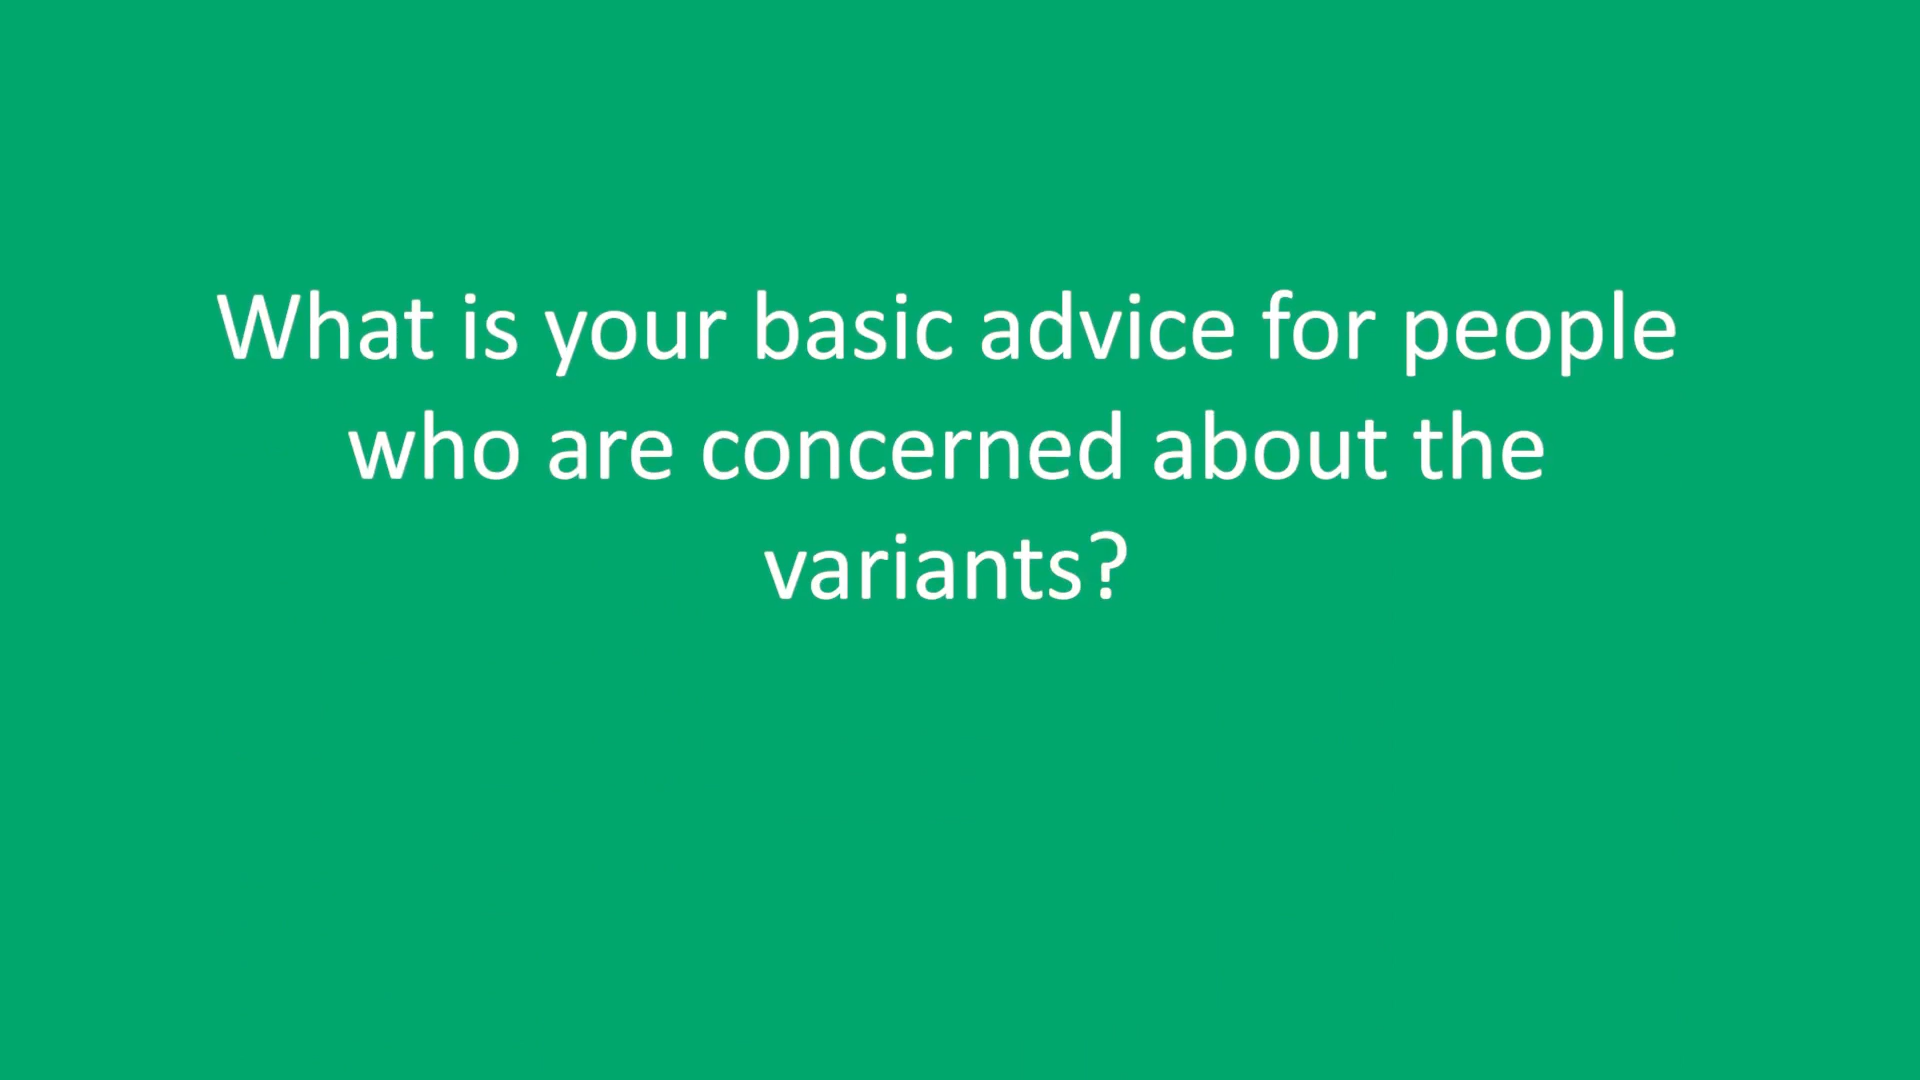 What is your basic advice for people
who are concerned about the
variants?